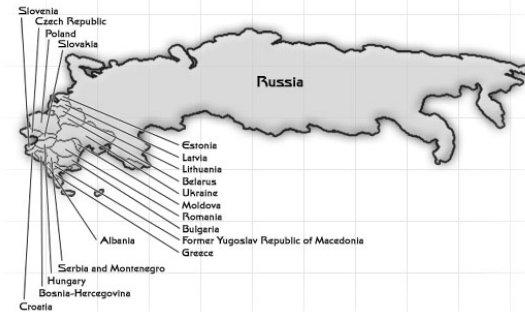 Slovenia
Czech Republic
Poland
Slovakia
Russia
Estonia
Latvia
Lithuania
Belarus
Ukraine
Moldova
Romania
Bulgaria
Former Yugoslav Republic of Macedonia
Greece
Albania
Serbia and Montenegro
Hungary
Bosnia-Hercegovina
Croatia